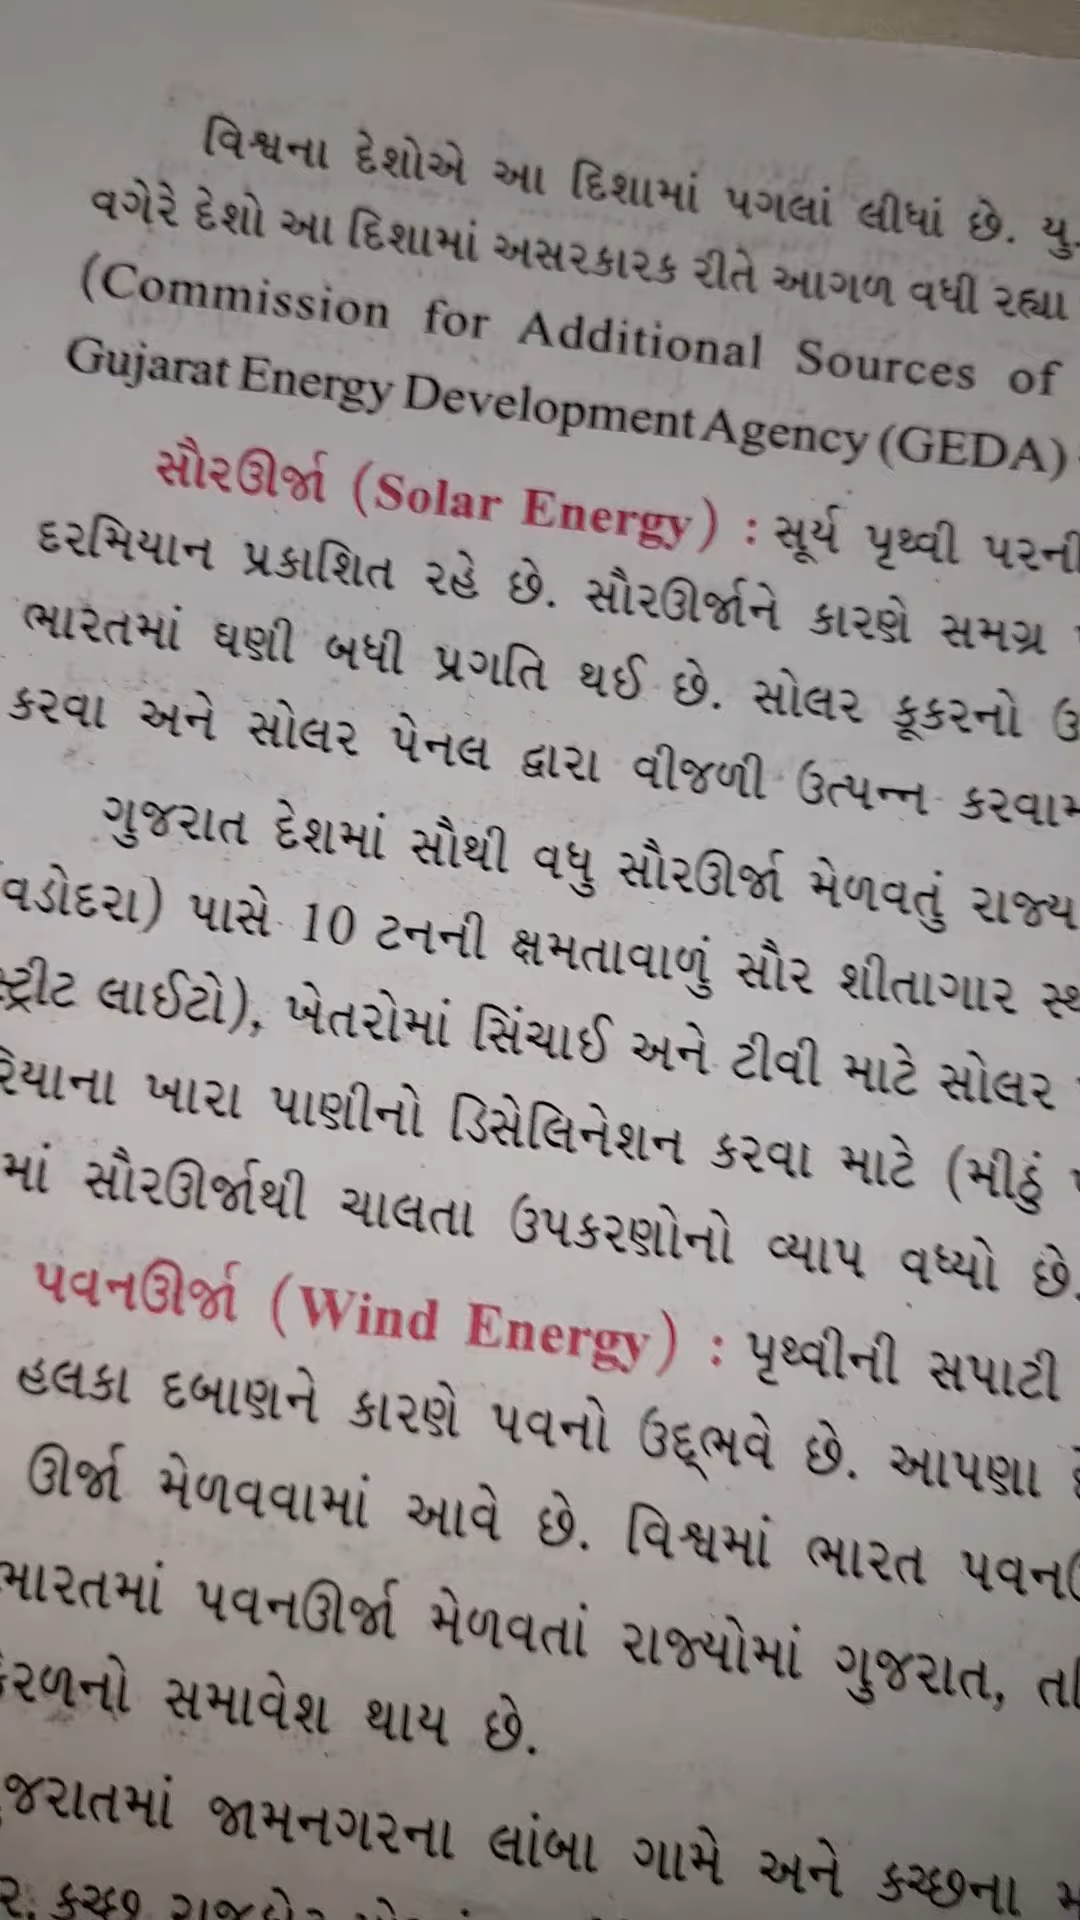 વિશ્વના દેશોએ આ દિશામાં પગલાં લીધાં છે. યુ.
વગેરે દેશો આ દિશામાં અસરકારક રીતે આગળ વધી રહ્યા
(Commission for Additional Sources of
Gujarat Energy Development Agency (GEDA)
સૌરઊર્જા (Solar Energy) : સૂર્ય પૃથ્વી પરની
દરમિયાન પ્રકાશિત રહે છે. સૌરઊર્જાને કારણે સમગ્ર
ભારતમાં ઘણી બધી પ્રગતિ થઈ છે. સોલર કૂકરનો
કરવા અને સોલર પેનલ દ્વારા વીજળી ઉત્પન્ન
ગુજરાત દેશમાં સૌથી વધુ સૌરઊર્જા મેળવતું રાજ્ય
વડોદરા) પાસે 10 ટનની ક્ષમતાવાળું સૌર શીતાગાર
લાઈટો), ખેતરોમાં સિંચાઈ અને ટીવી માટે સોલર
ખારા પાણીનો ડિસેલિનેશન કરવા માટે (મીઠું
માં સૌરઊર્જાથી ચાલતા ઉપકરણોનો વ્યાપ વધ્યો છે.
પવનઊર્જા (Wind Energy) : પૃથ્વીની સપાટી
હલકા દબાણને કારણે પવનો ઉદ્ભવે છે. આપણા
ઊર્જા મેળવવામાં આવે છે. વિશ્વમાં ભારત
ભારતમાં પવનઊર્જા મેળવતાં રાજ્યોમાં ગુજરાત,
સમાવેશ થાય છે.
જામનગરના લાંબા ગામે અને કચ્છના